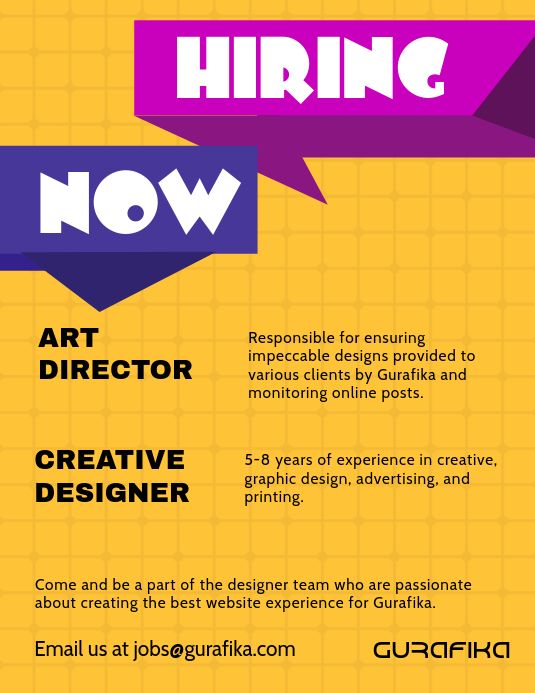 HIRING
NOW
ART
DIRECTOR
Responsible for ensuring
impeccable designs provided to
various clients by Gurafika and
monitoring online posts.
CREATIVE
DESIGNER
5-8 years of experience in creative,
graphic design, advertising, and
printing.
Come and be a part of the designer team who are passionate
about creating the best website experience for Gurafika.
Email us at jobs@gurafika.com
GURAFIKA